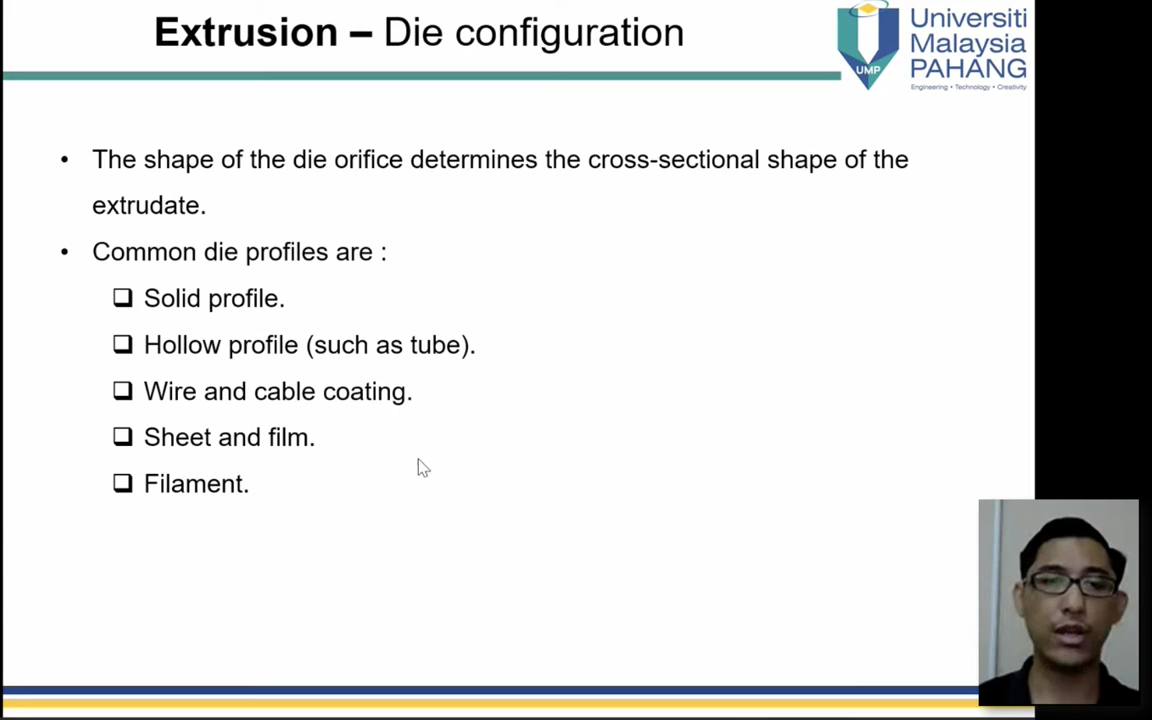 Extrusion – Die configuration
Universiti
Malaysia
PAHANG
Engineering • Technology • Creativity
UMP
• The shape of the die orifice determines the cross-sectional shape of the
extrudate.
• Common die profiles are :
❑ Solid profile.
❑ Hollow profile (such as tube).
❑ Wire and cable coating.
❑ Sheet and film.
❑ Filament.